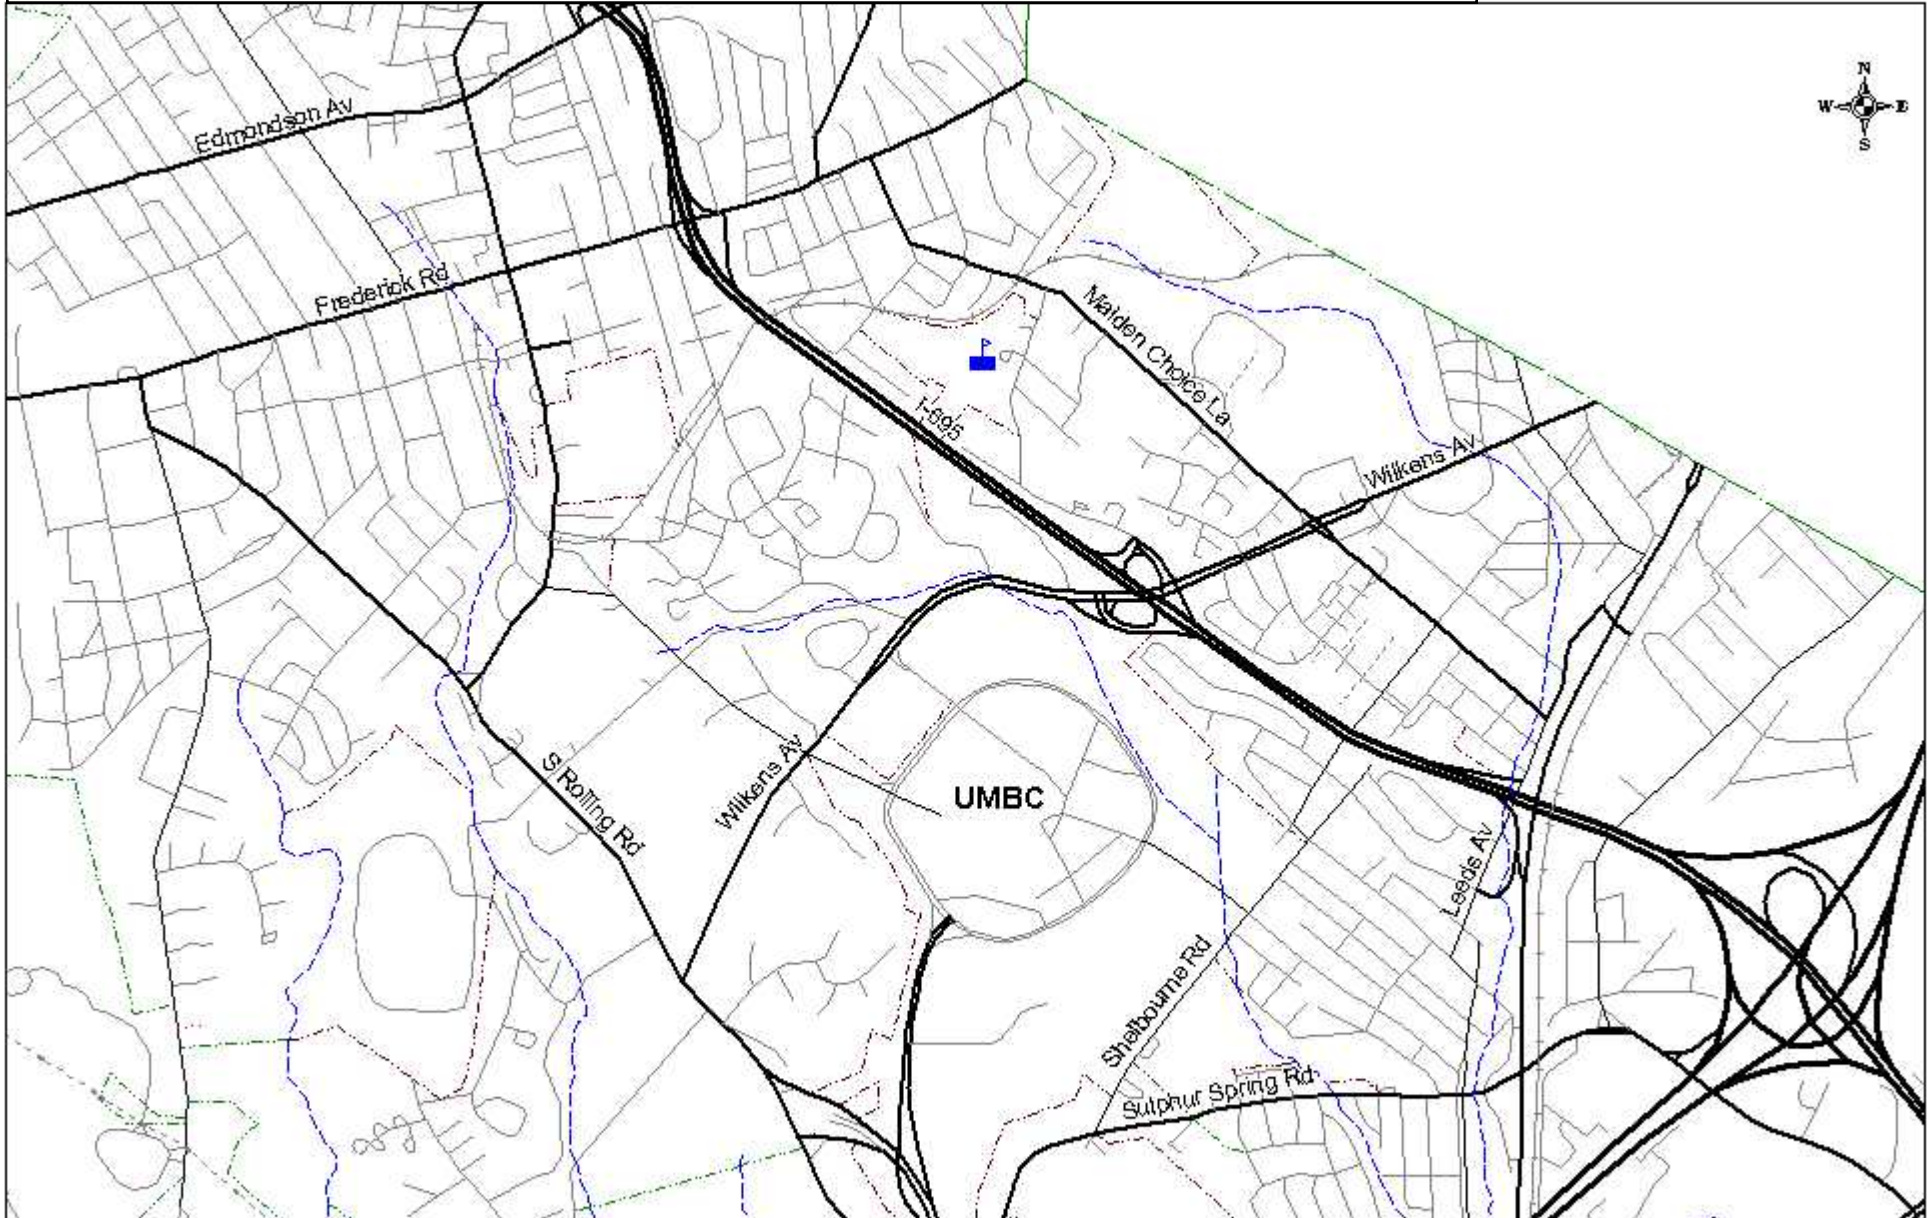 N
W E
S
Edmondson Av
Frederick Rd
Maiden Choice La
I-695
Wilkens Av
S Rolling Rd
Wilkens Av
UMBC
Leeds Av
Shelbourne Rd
Sulphur Spring Rd